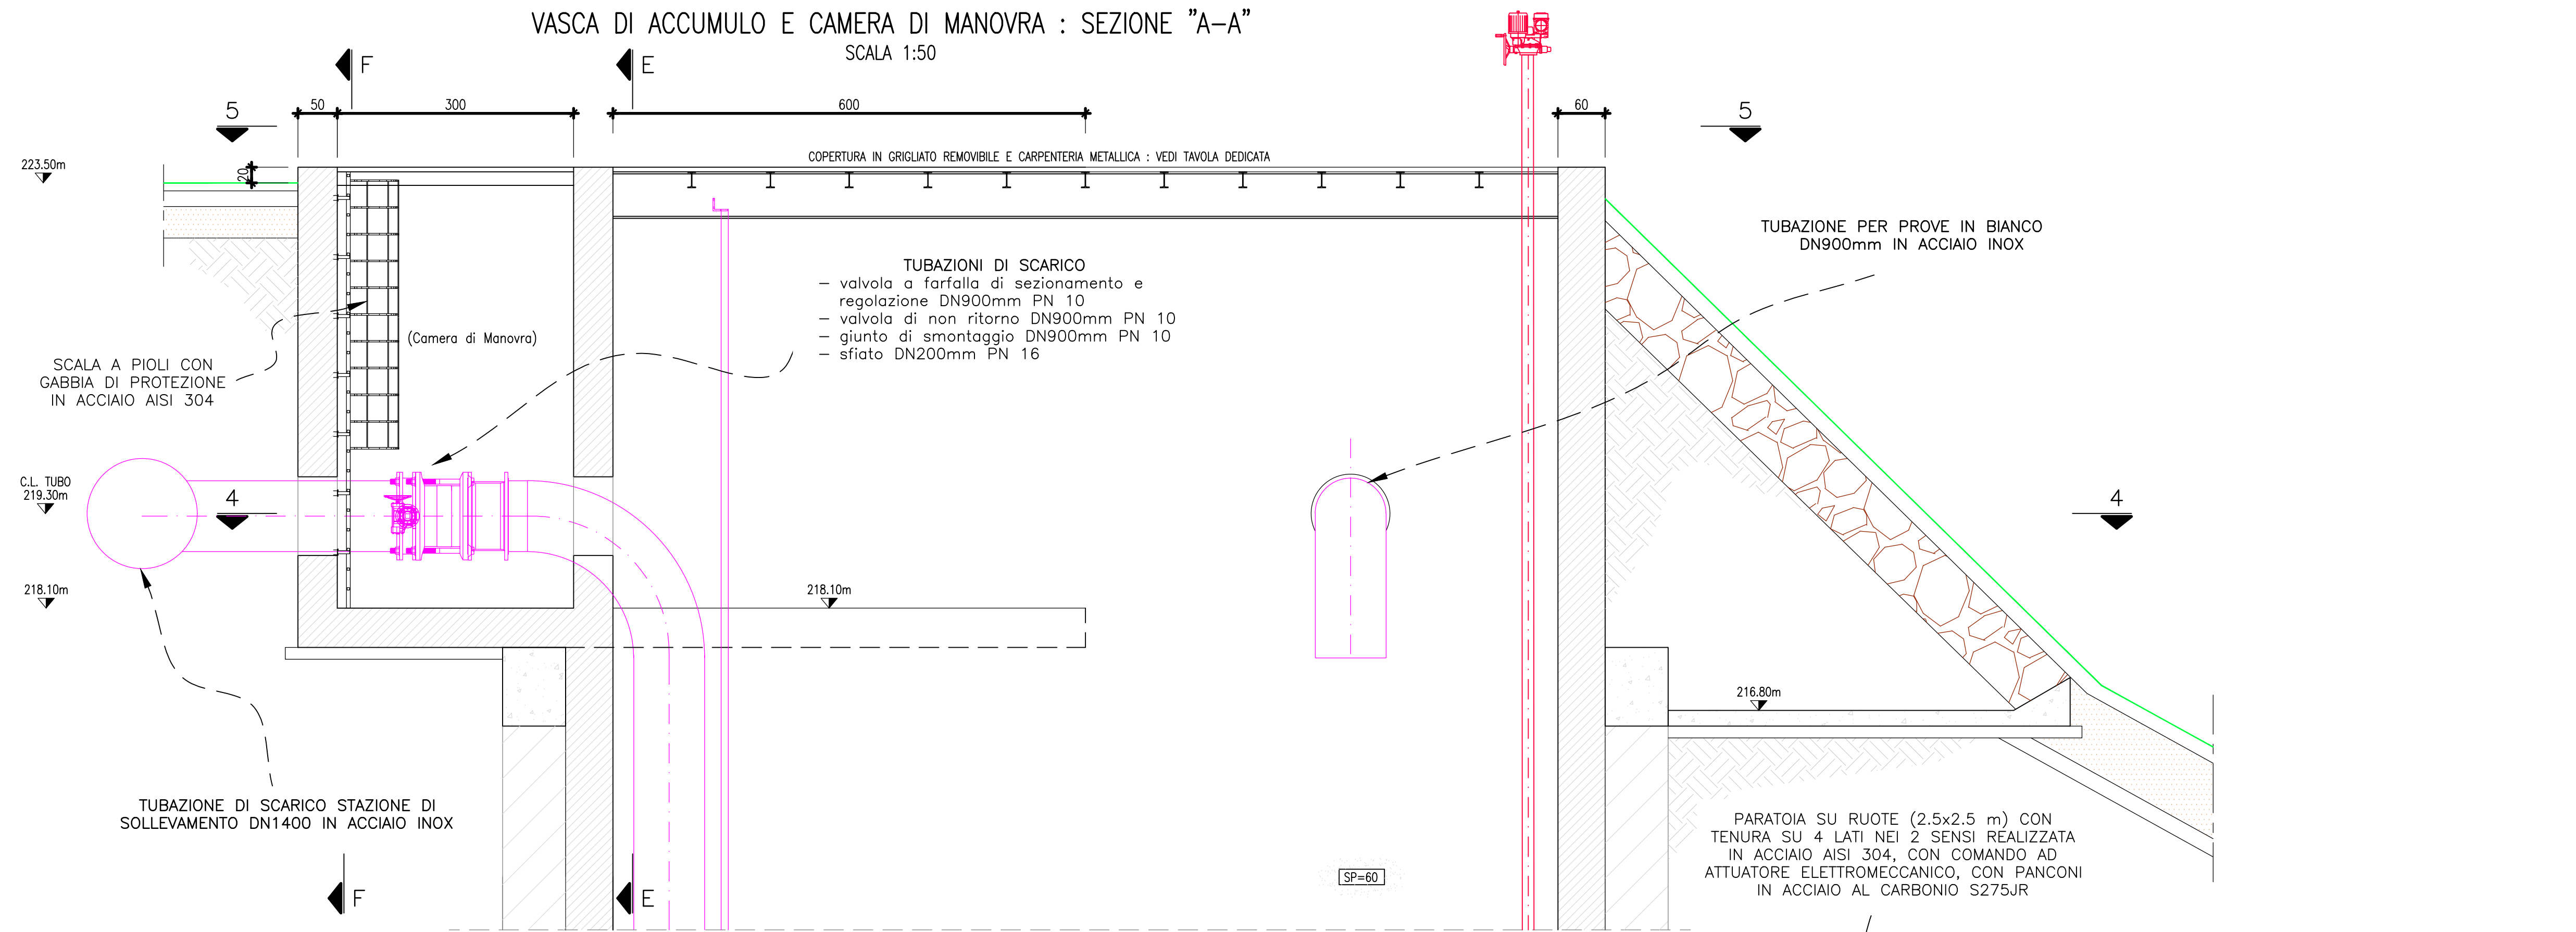 VASCA DI ACCUMULO E CAMERA DI MANOVRA : SEZIONE "A-A"
SCALA 1:50
F
E
50
300
600
60
5
5
223.50m
20
COPERTURA IN GRIGLIATO REMOVIBILE E CARPENTERIA METALLICA : VEDI TAVOLA DEDICATA
TUBAZIONE PER PROVE IN BIANCO
DN900mm IN ACCIAIO INOX
TUBAZIONI DI SCARICO
- valvola a farfalla di sezionamento e
regolazione DN900mm PN 10
- valvola di non ritorno DN900mm PN 10
- giunto di smontaggio DN900mm PN 10
- sfiato DN200mm PN 16
(Camera di Manovra)
SCALA A PIOLI CON
GABBIA DI PROTEZIONE
IN ACCIAIO AISI 304
C.L. TUBO
219.30m
4
4
218.10m
218.10m
216.80m
TUBAZIONE DI SCARICO STAZIONE DI
SOLLEVAMENTO DN1400 IN ACCIAIO INOX
PARATOIA SU RUOTE (2.5x2.5 m) CON
TENURA SU 4 LATI NEI 2 SENSI REALIZZATA
IN ACCIAIO AISI 304, CON COMANDO AD
ATTUATORE ELETTROMECCANICO, CON PANCONI
IN ACCIAIO AL CARBONIO S275JR
SP=60
F
E